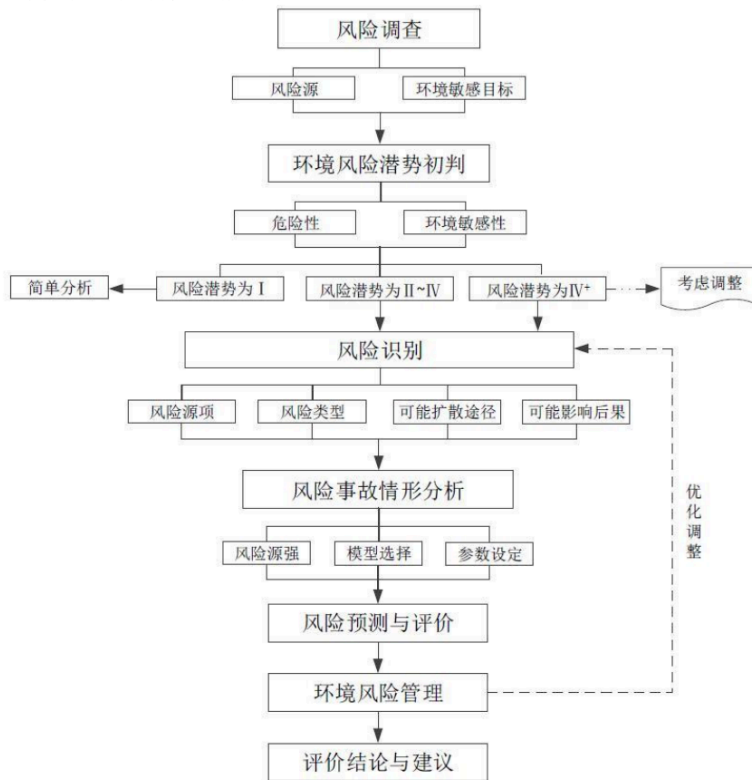 风险调查
风险源
环境敏感目标
环境风险潜势初判
危险性
环境敏感性
简单分析
风险潜势为Ⅰ
风险潜势为Ⅱ~Ⅳ
风险潜势为Ⅳ⁺
考虑调整
风险识别
风险源项
风险类型
可能扩散途径
可能影响后果
风险事故情形分析
优化调整
风险源强
模型选择
参数设定
风险预测与评价
环境风险管理
评价结论与建议